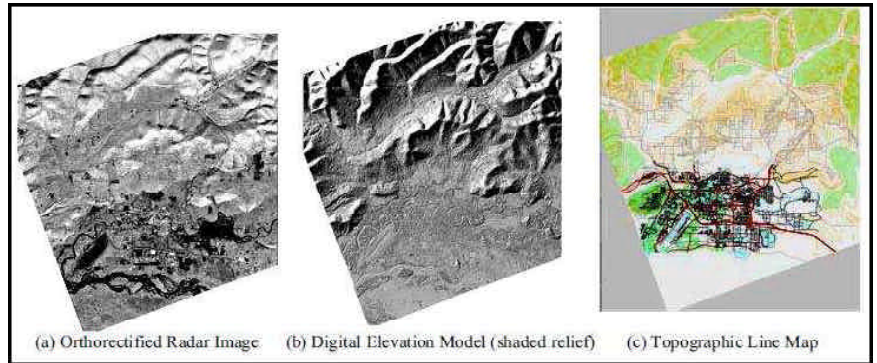 (a) Orthorectified Radar Image (b) Digital Elevation Model (shaded relief) (c) Topographic Line Map